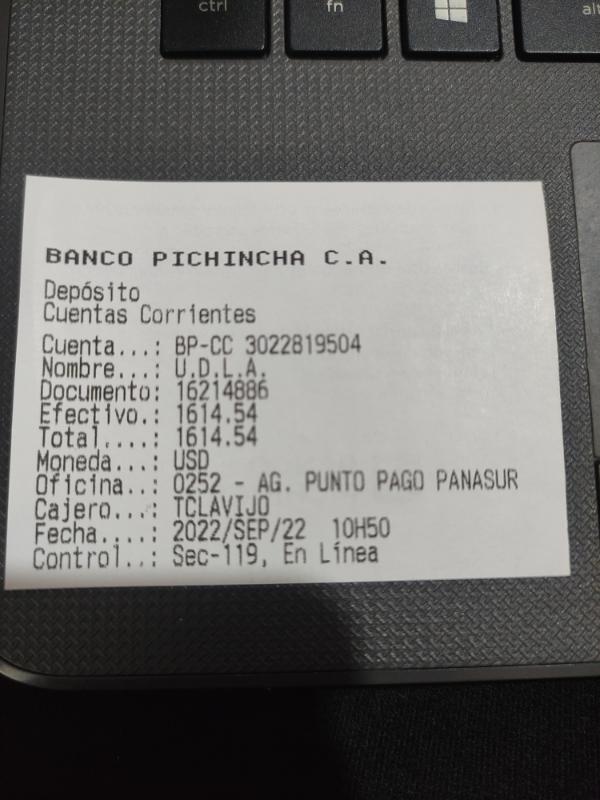 ctrl
fn
alt
BANCO PICHINCHA C.A.
Depósito
Cuentas Corrientes
Cuenta...: BP-CC 3022819504
Nombre...: U.D.L.A.
Documento: 16214886
Efectivo.: 1614.54
Total....: 1614.54
Moneda...: USD
Oficina..: 0252 - AG. PUNTO PAGO PANASUR
Cajero...: TCLAVIJO
Fecha....: 2022/SEP/22 10H50
Control..: Sec-119, En Línea